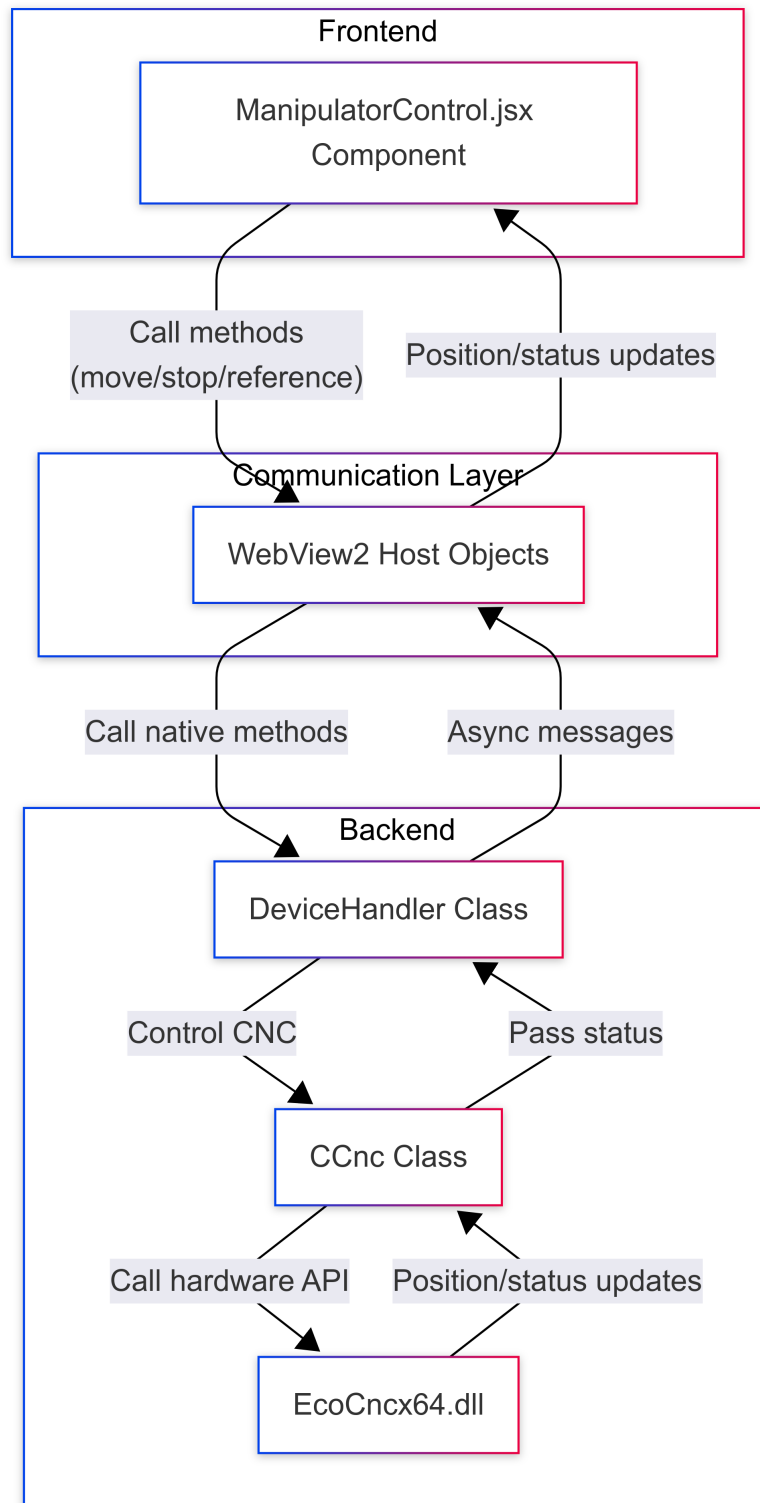 Frontend
ManipulatorControl.jsx
Component
Call methods
(move/stop/reference)
Position/status updates
Communication Layer
WebView2 Host Objects
Call native methods
Async messages
Backend
DeviceHandler Class
Control CNC
Pass status
CCnc Class
Call hardware API
Position/status updates
EcoCncx64.dll